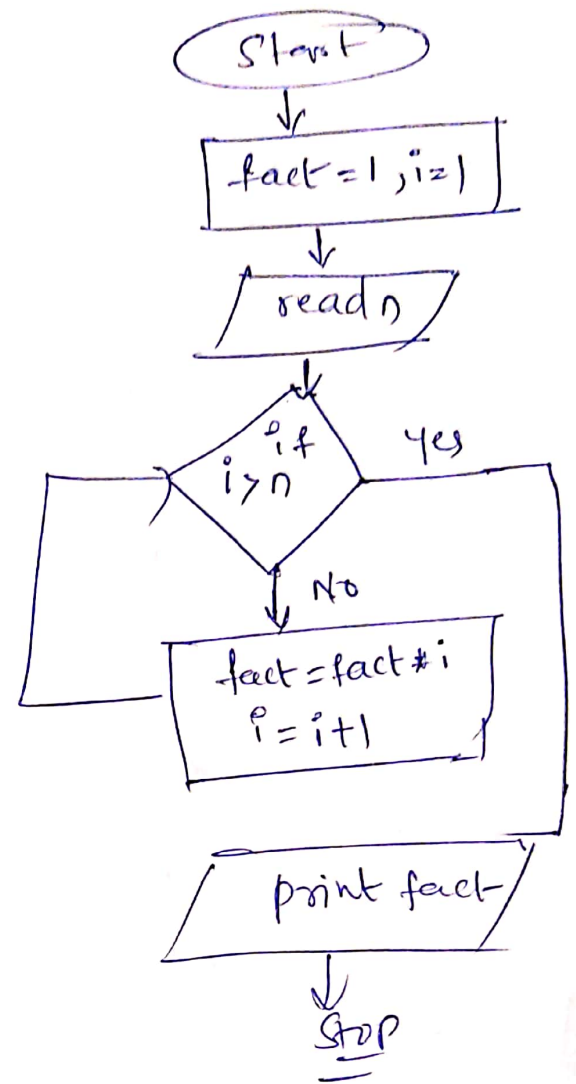 Start
fact = 1, i = 1
read n
if
i > n
Yes
No
fact = fact * i
i = i + 1
print fact
Stop